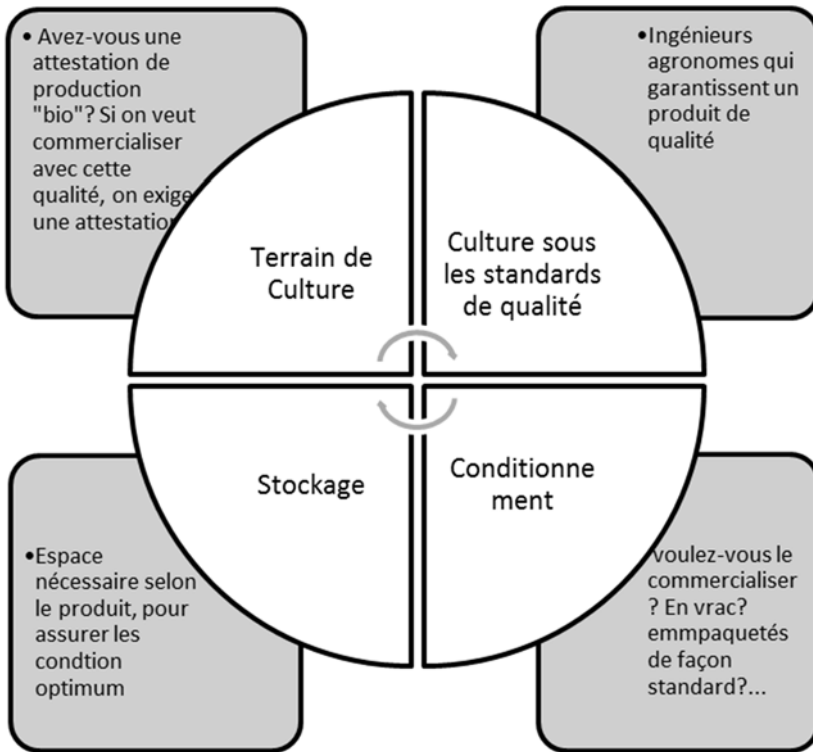 • Avez-vous une
attestation de
production
"bio"? Si on veut
commercialiser
avec cette
qualité, on exige
une attestation
•Ingénieurs
agronomes qui
garantissent un
produit de
qualité
Terrain de
Culture
Culture sous
les standards
de qualité
Stockage
Conditionne
ment
•Espace
nécessaire selon
le produit, pour
assurer les
condtion
optimum
voulez-vous le
commercialiser
? En vrac?
emmpaquetés
de façon
standard?...